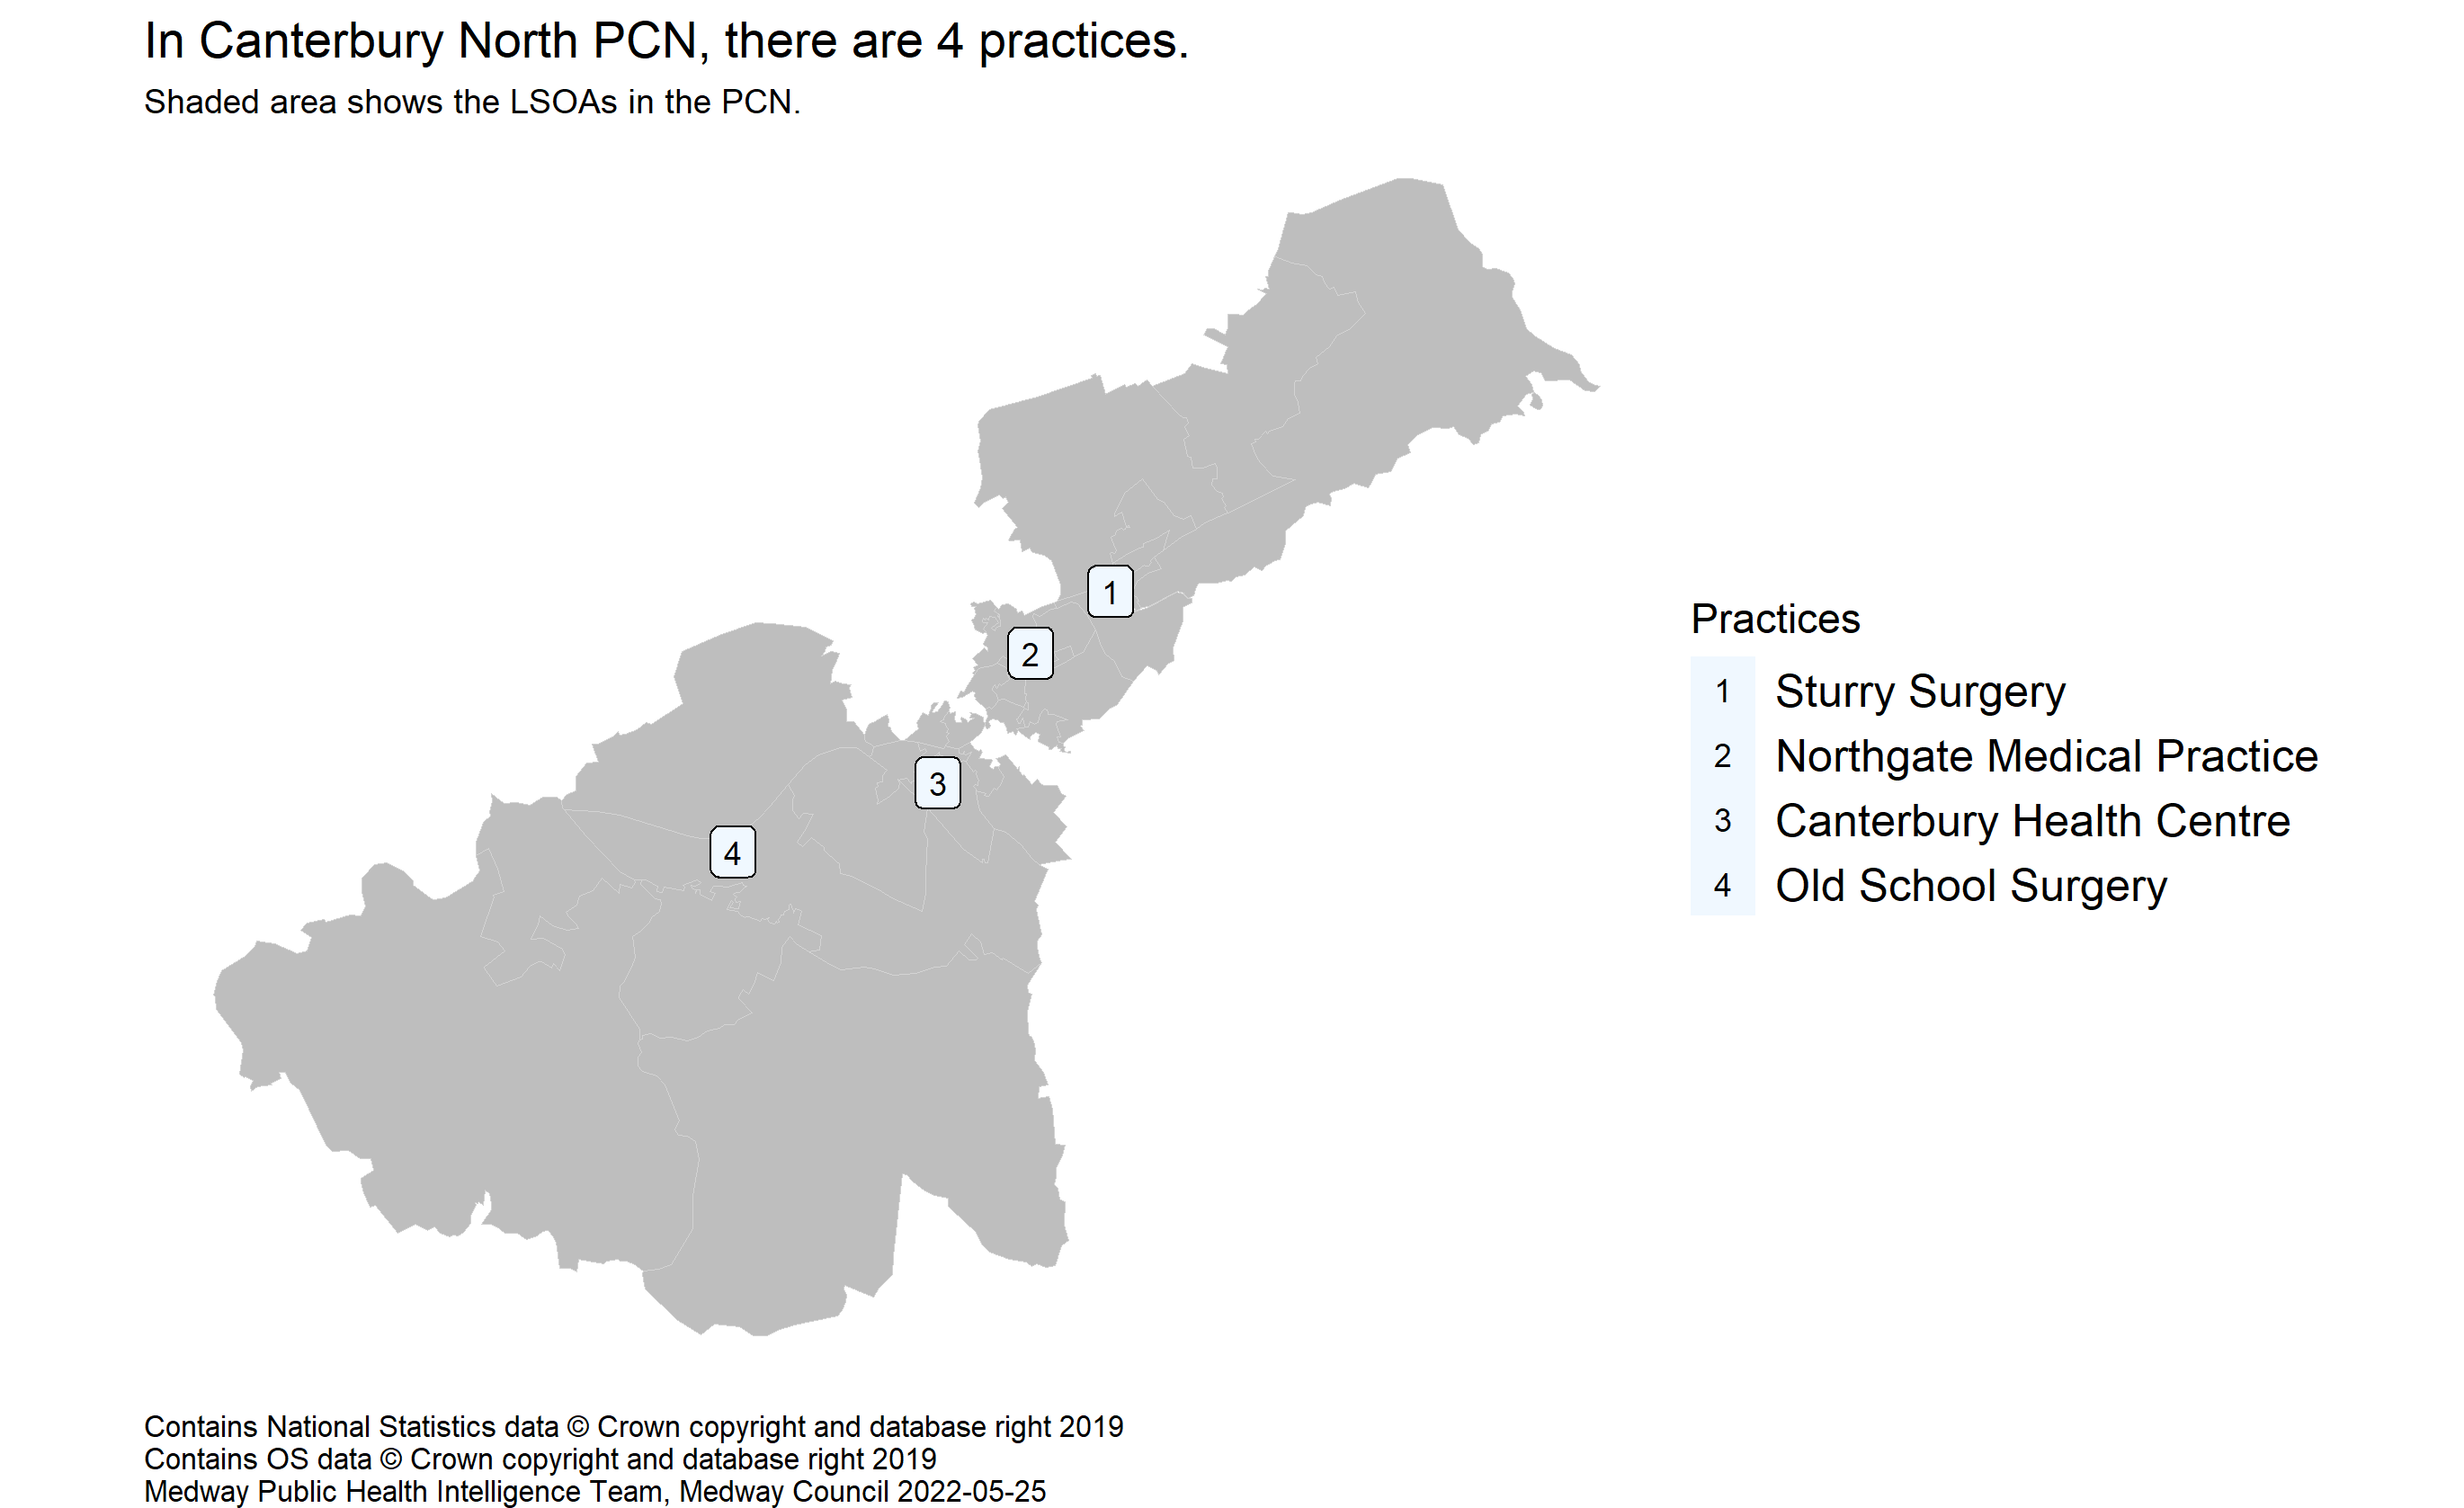 In Canterbury North PCN, there are 4 practices.
Shaded area shows the LSOAs in the PCN.
1
2
3
4
Practices
1 Sturry Surgery
2 Northgate Medical Practice
3 Canterbury Health Centre
4 Old School Surgery
Contains National Statistics data © Crown copyright and database right 2019
Contains OS data © Crown copyright and database right 2019
Medway Public Health Intelligence Team, Medway Council 2022-05-25